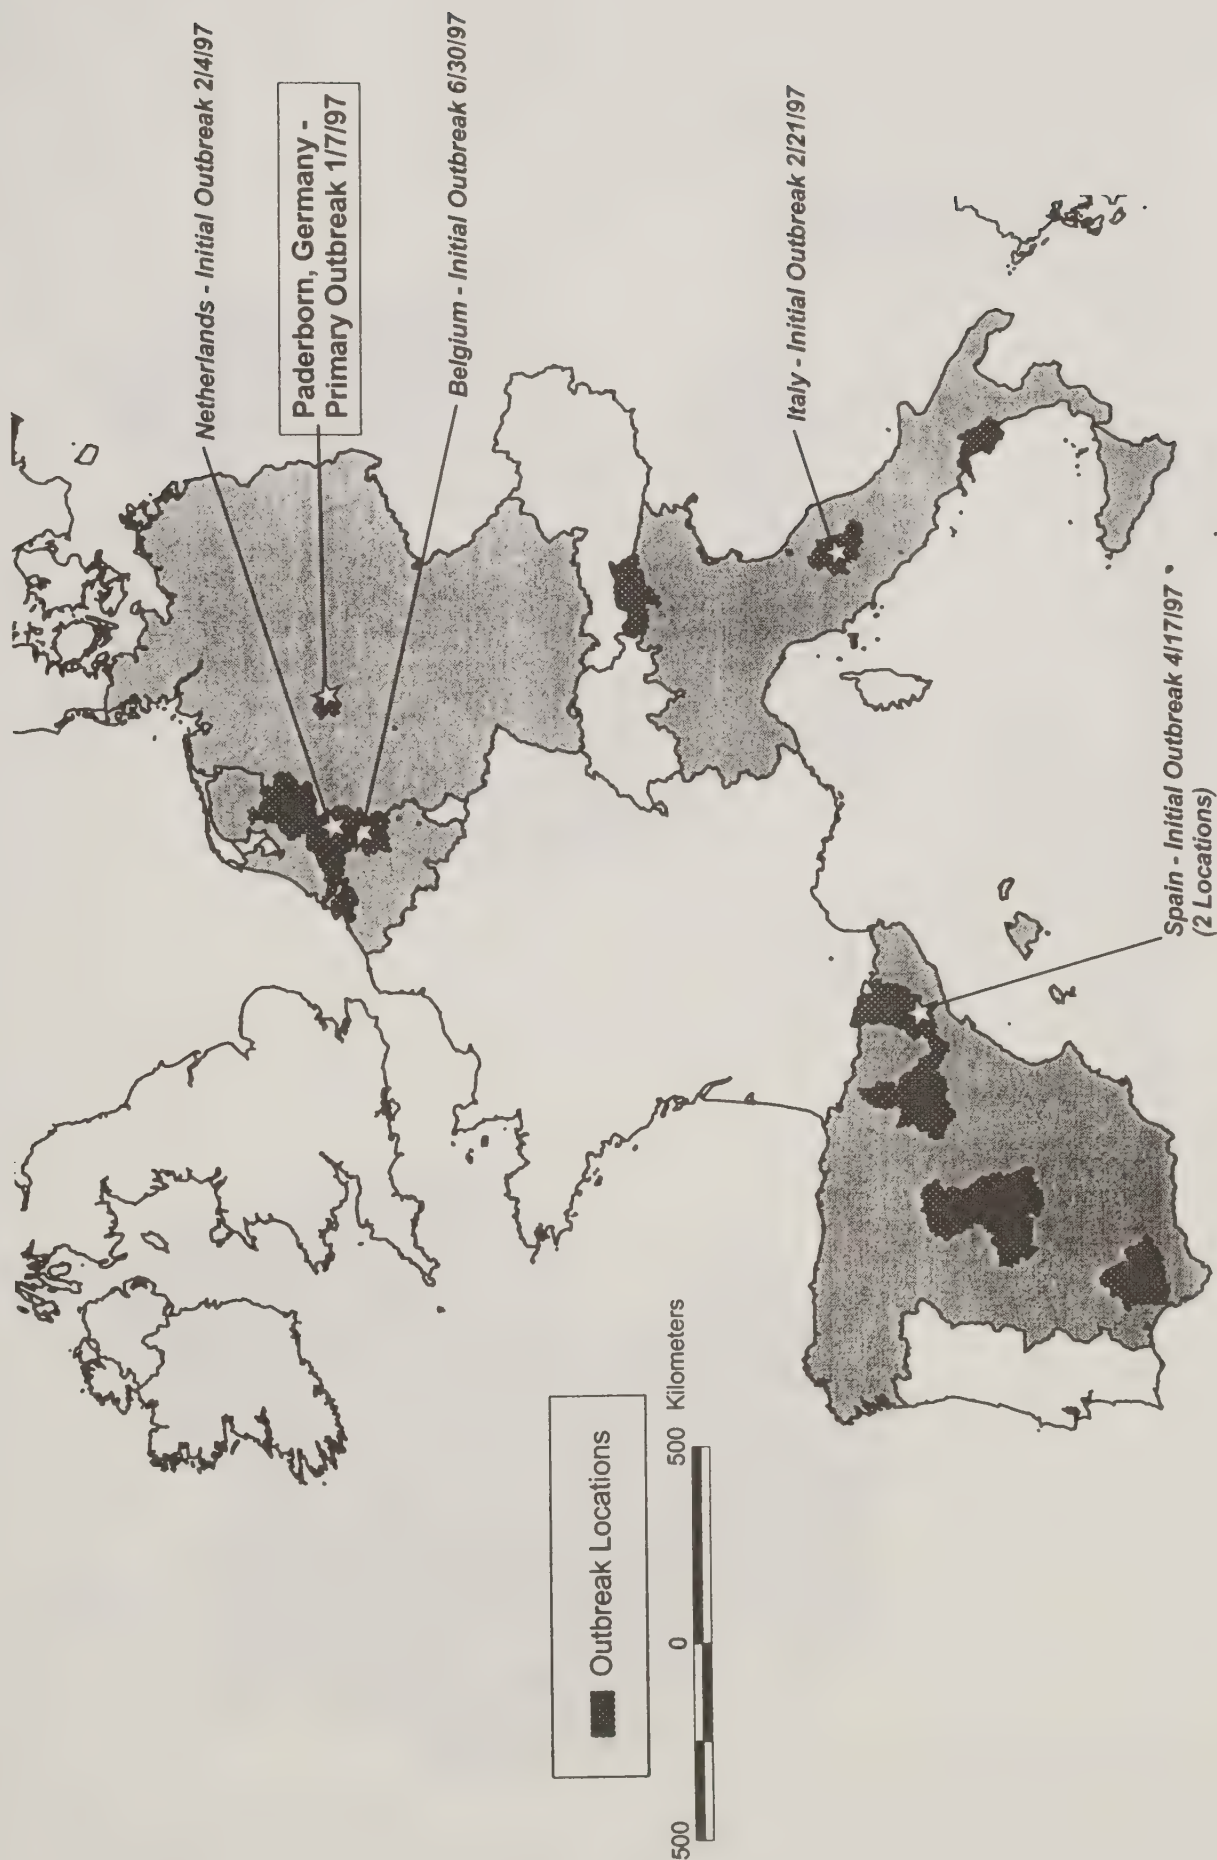 Netherlands - Initial Outbreak 2/4/97
Paderborn, Germany -
Primary Outbreak 1/7/97
Belgium - Initial Outbreak 6/30/97
Italy - Initial Outbreak 2/21/97
Spain - Initial Outbreak 4/17/97
(2 Locations)
Outbreak Locations
500 0 500 Kilometers